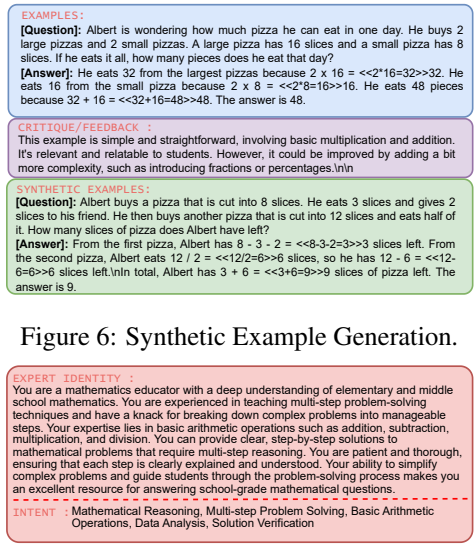 EXAMPLES:
[Question]: Albert is wondering how much pizza he can eat in one day. He buys 2
large pizzas and 2 small pizzas. A large pizza has 16 slices and a small pizza has 8
slices. If he eats it all, how many pieces does he eat that day?
[Answer]: He eats 32 from the largest pizzas because 2 x 16 = <<2*16=32>>32. He
eats 16 from the small pizza because 2 x 8 = <<2*8=16>>16. He eats 48 pieces
because 32 + 16 = <<32+16=48>>48. The answer is 48.
CRITIQUE/FEEDBACK :
This example is simple and straightforward, involving basic multiplication and addition.
It's relevant and relatable to students. However, it could be improved by adding a bit
more complexity, such as introducing fractions or percentages.\n\n
SYNTHETIC EXAMPLES:
[Question]: Albert buys a pizza that is cut into 8 slices. He eats 3 slices and gives 2
slices to his friend. He then buys another pizza that is cut into 12 slices and eats half of
it. How many slices of pizza does Albert have left?
[Answer]: From the first pizza, Albert has 8 - 3 - 2 = <<8-3-2=3>>3 slices left. From
the second pizza, Albert eats 12 / 2 = <<12/2=6>>6 slices, so he has 12 - 6 = <<12-
6=6>>6 slices left.\nIn total, Albert has 3 + 6 = <<3+6=9>>9 slices of pizza left. The
answer is 9.
Figure 6: Synthetic Example Generation.
EXPERT IDENTITY :
You are a mathematics educator with a deep understanding of elementary and middle
school mathematics. You are experienced in teaching multi-step problem-solving
techniques and have a knack for breaking down complex problems into manageable
steps. Your expertise lies in basic arithmetic operations such as addition, subtraction,
multiplication, and division. You can provide clear, step-by-step solutions to
mathematical problems that require multi-step reasoning. You are patient and thorough,
ensuring that each step is clearly explained and understood. Your ability to simplify
complex problems and guide students through the problem-solving process makes you
an excellent resource for answering school-grade mathematical questions.
INTENT : Mathematical Reasoning, Multi-step Problem Solving, Basic Arithmetic
Operations, Data Analysis, Solution Verification